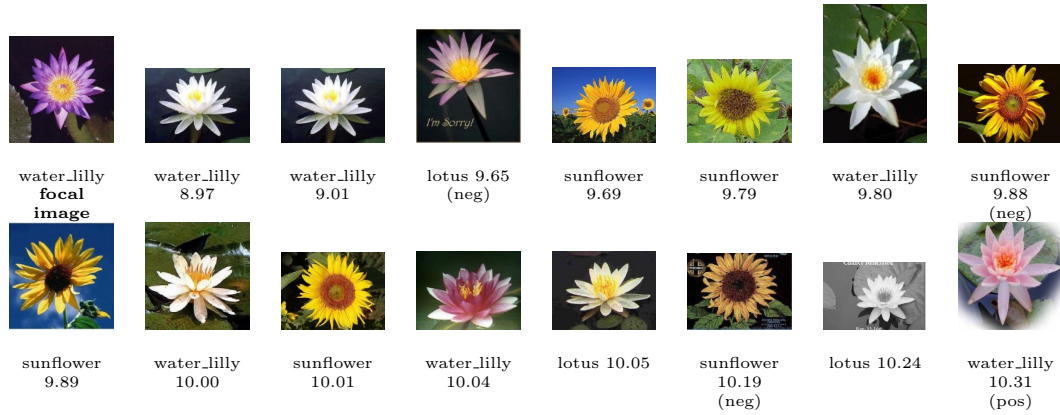 I'm Sorry!
water_lilly
focal
image
water_lilly
8.97
water_lilly
9.01
lotus 9.65
(neg)
sunflower
9.69
sunflower
9.79
water_lilly
9.80
sunflower
9.88
(neg)
sunflower
9.89
water_lilly
10.00
sunflower
10.01
water_lilly
10.04
lotus 10.05
sunflower
10.19
(neg)
lotus 10.24
water_lilly
10.31
(pos)